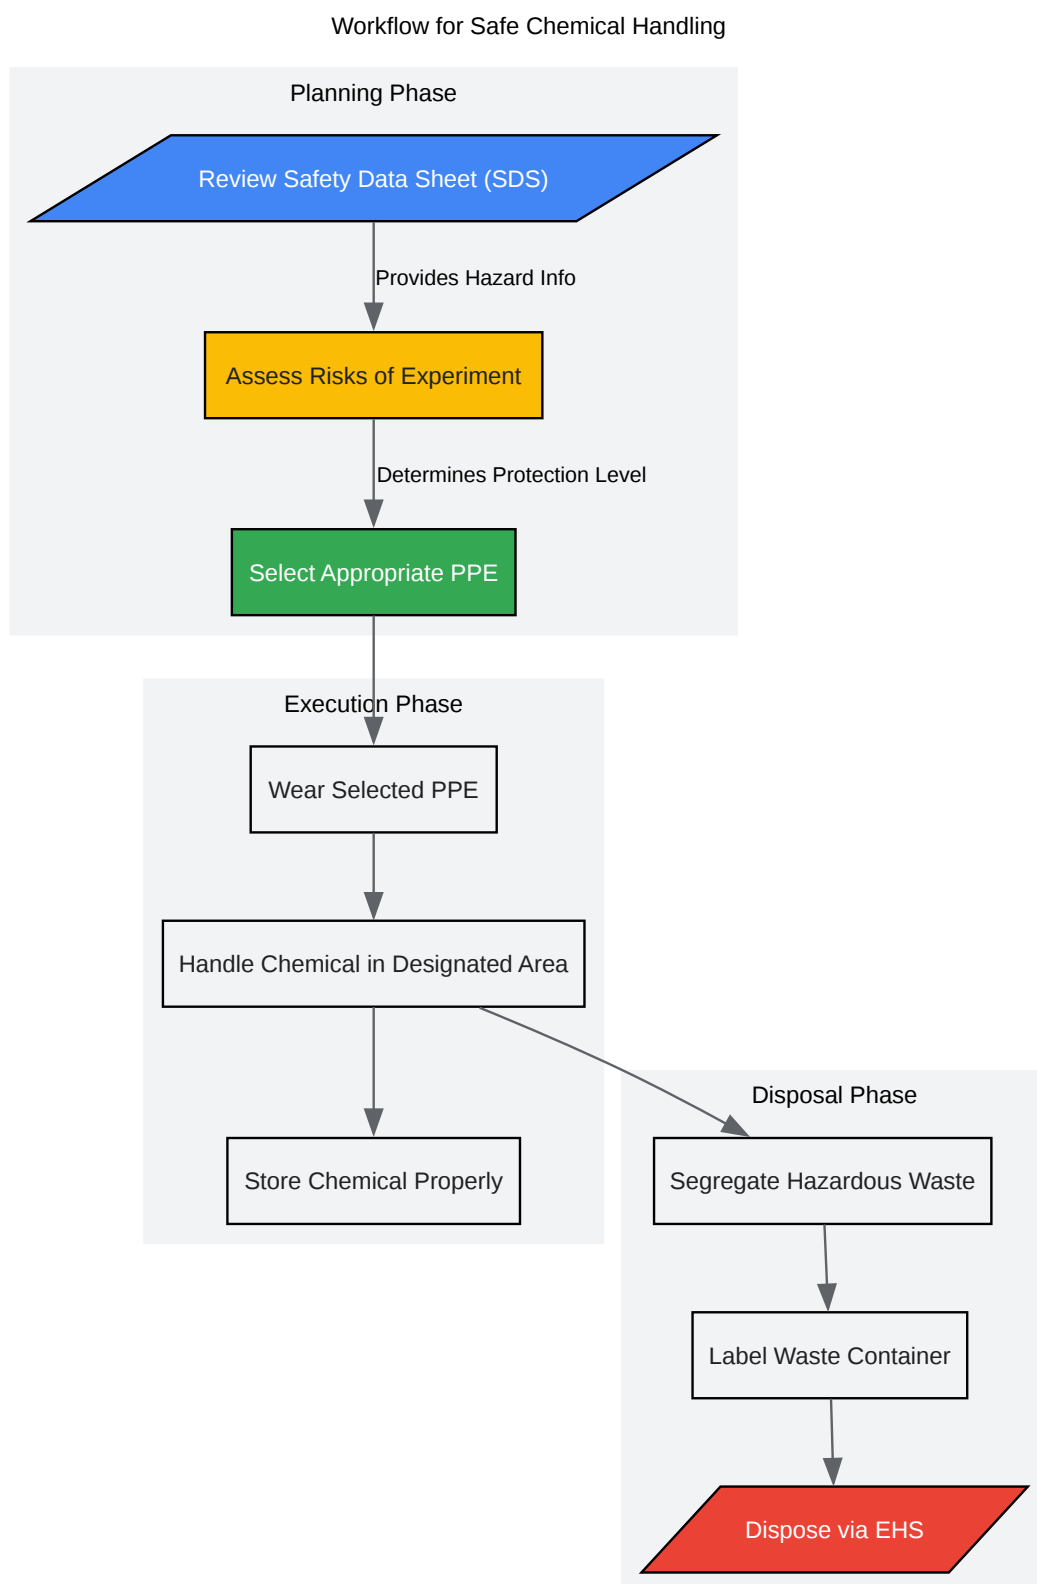 Workflow for Safe Chemical Handling
Planning Phase
Review Safety Data Sheet (SDS)
Provides Hazard Info
Assess Risks of Experiment
Determines Protection Level
Select Appropriate PPE
Execution Phase
Wear Selected PPE
Handle Chemical in Designated Area
Store Chemical Properly
Disposal Phase
Segregate Hazardous Waste
Label Waste Container
Dispose via EHS